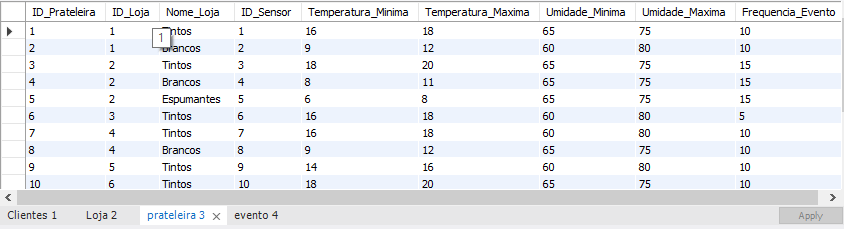 ID_Prateleira ID_Loja Nome_Loja ID_Sensor Temperatura_Minima Temperatura_Maxima Umidade_Minima Umidade_Maxima Frequencia_Evento
1 1 Tintos 1 16 18 65 75 10
1
2 1 Brancos 2 9 12 60 80 10
3 2 Tintos 3 18 20 65 75 15
4 2 Brancos 4 8 11 65 75 15
5 2 Espumantes 5 6 8 65 75 15
6 3 Tintos 6 16 18 60 80 5
7 4 Tintos 7 16 18 60 80 10
8 4 Brancos 8 9 12 65 75 10
9 5 Tintos 9 14 16 60 80 10
10 6 Tintos 10 18 20 65 75 10
Clientes 1 Loja 2 prateleira 3 evento 4 Apply